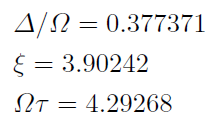 Δ/Ω = 0.377371
ξ = 3.90242
Ωτ = 4.29268